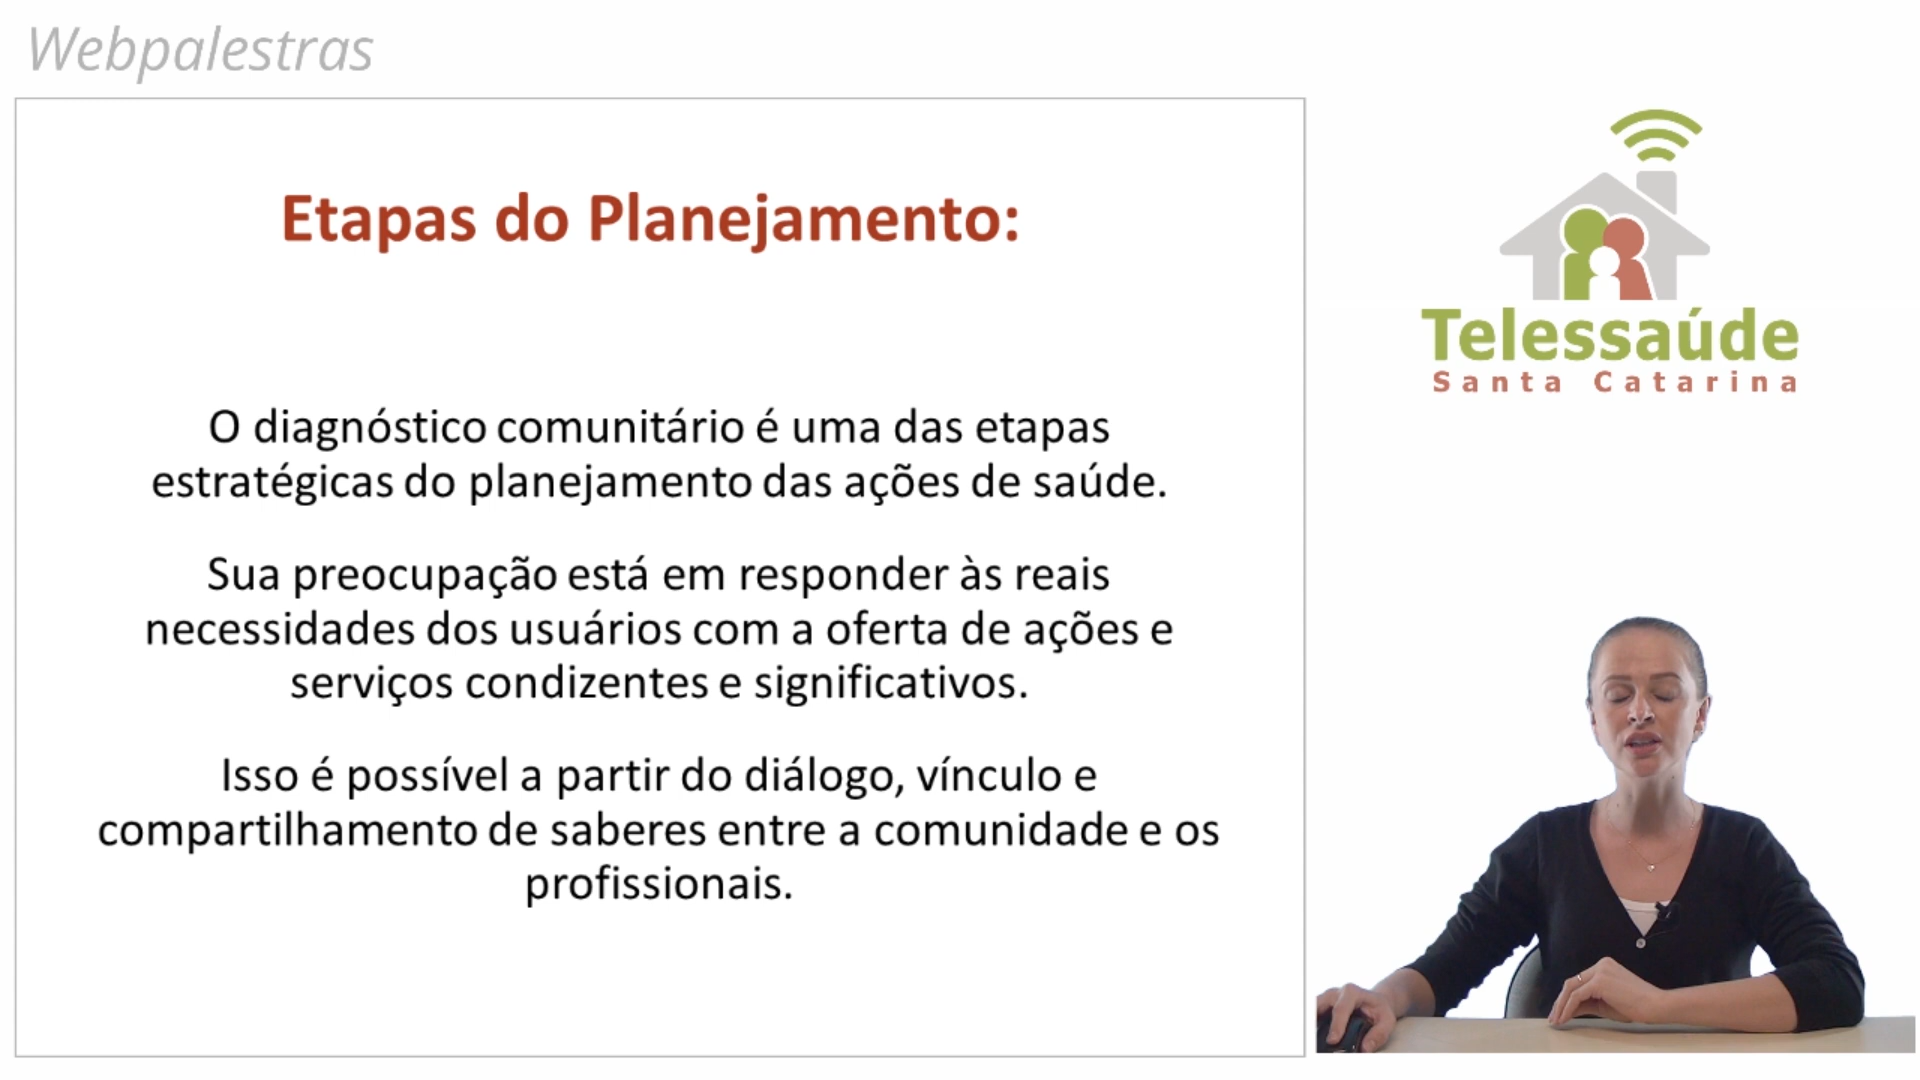 Webpalestras
Etapas do Planejamento:
O diagnóstico comunitário é uma das etapas
estratégicas do planejamento das ações de saúde.
Sua preocupação está em responder às reais
necessidades dos usuários com a oferta de ações e
serviços condizentes e significativos.
Isso é possível a partir do diálogo, vínculo e
compartilhamento de saberes entre a comunidade e os
profissionais.
Telessaúde
Santa Catarina